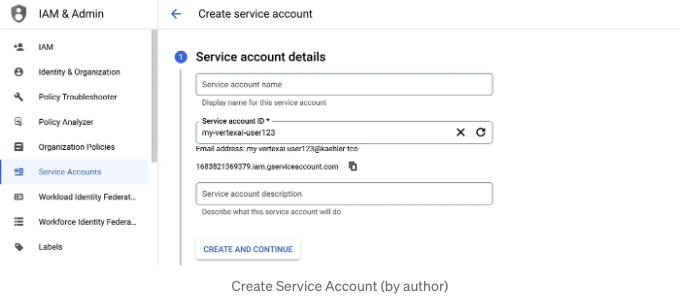 IAM & Admin
Create service account
IAM
Identity & Organization
Policy Troubleshooter
Policy Analyzer
Organization Policies
Service Accounts
Workload Identity Federat...
Workforce Identity Federa...
Labels
1 Service account details
Service account name
Display name for this service account
Service account ID *
my-vertexai-user123
Email address: my-vertexai-user123@kaehler-tco-
1683821369379.iam.gserviceaccount.com
Service account description
Describe what this service account will do
CREATE AND CONTINUE
Create Service Account (by author)